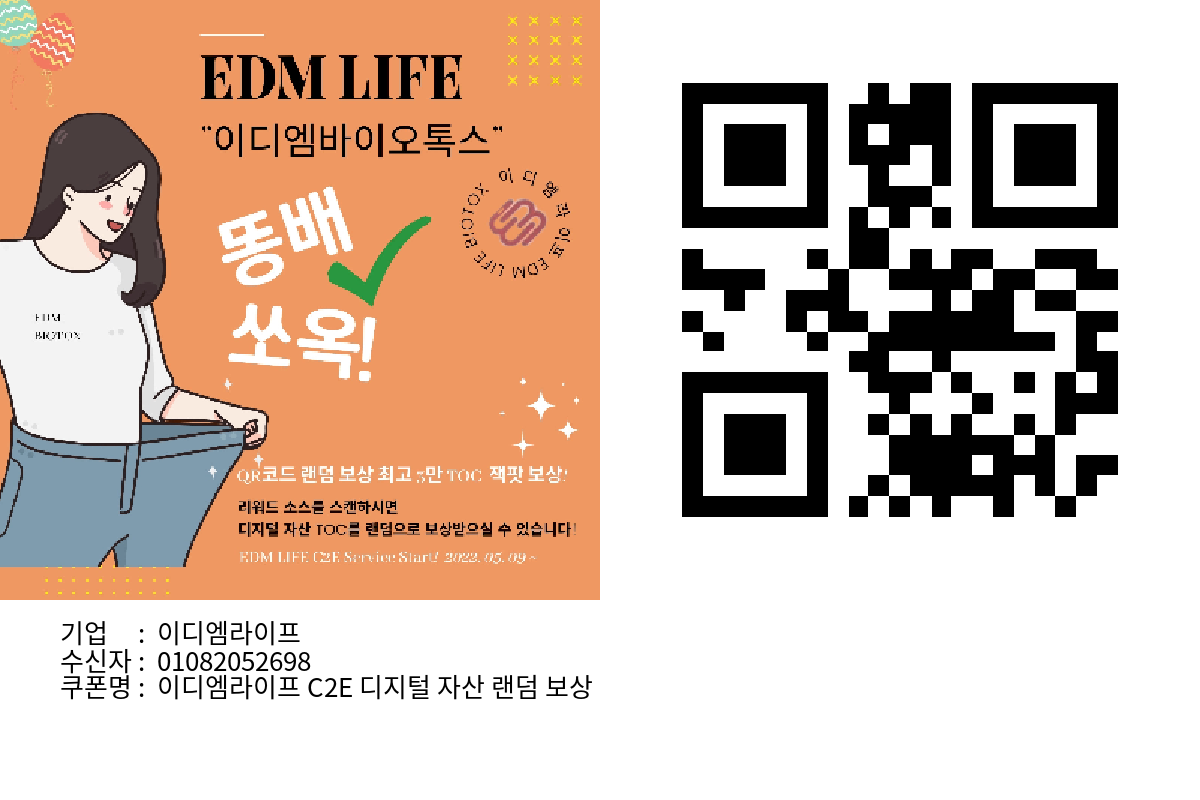 EDM LIFE
"이디엠바이오톡스"
이디엠라이프 EDM LIFE BIOTOX
똥배
쏘옥!
EDM
BIOTOX
QR코드 랜덤 보상 최고 5만 TOC 잭팟 보상!
리워드 소스를 스캔하시면
디지털 자산 TOC를 랜덤으로 보상받으실 수 있습니다!
EDM LIFE C2E Service Start! 2022. 05. 09 ~
기업 : 이디엠라이프
수신자 : 01082052698
쿠폰명 : 이디엠라이프 C2E 디지털 자산 랜덤 보상